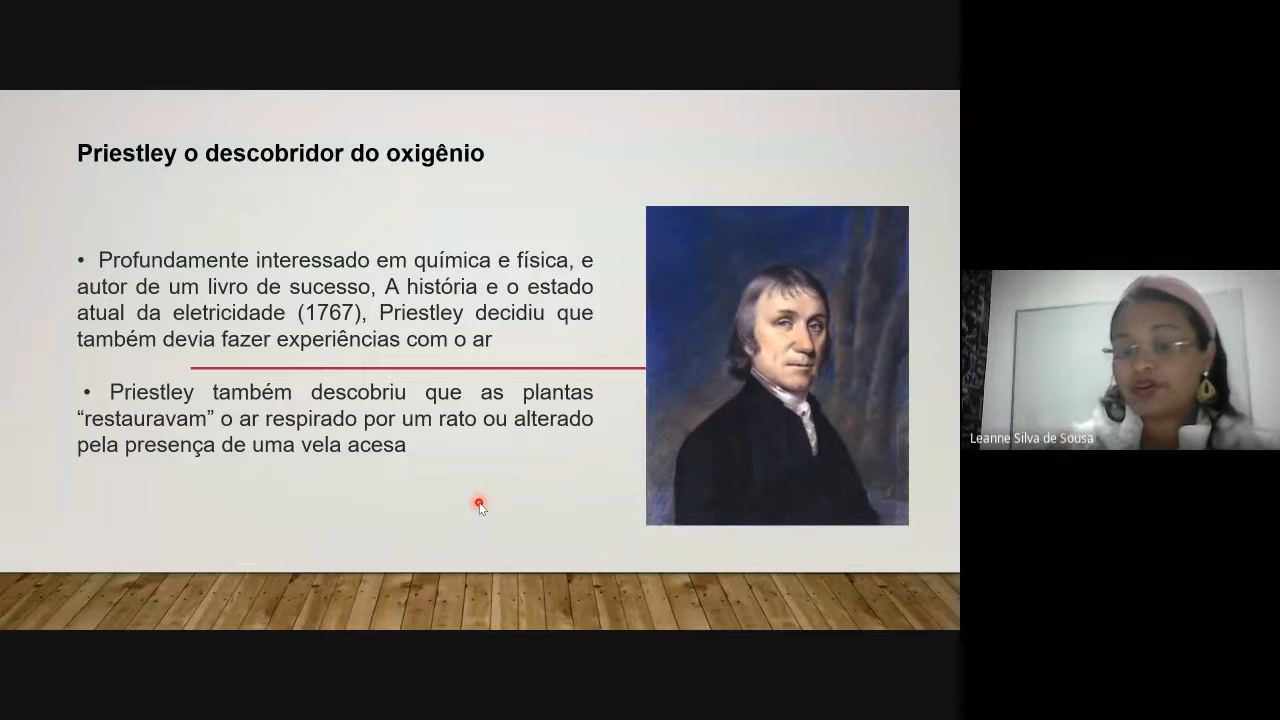 Priestley o descobridor do oxigênio
• Profundamente interessado em química e física, e
autor de um livro de sucesso, A história e o estado
atual da eletricidade (1767), Priestley decidiu que
também devia fazer experiências com o ar
• Priestley também descobriu que as plantas
“restauravam” o ar respirado por um rato ou alterado
pela presença de uma vela acesa
Leanne Silva de Sousa